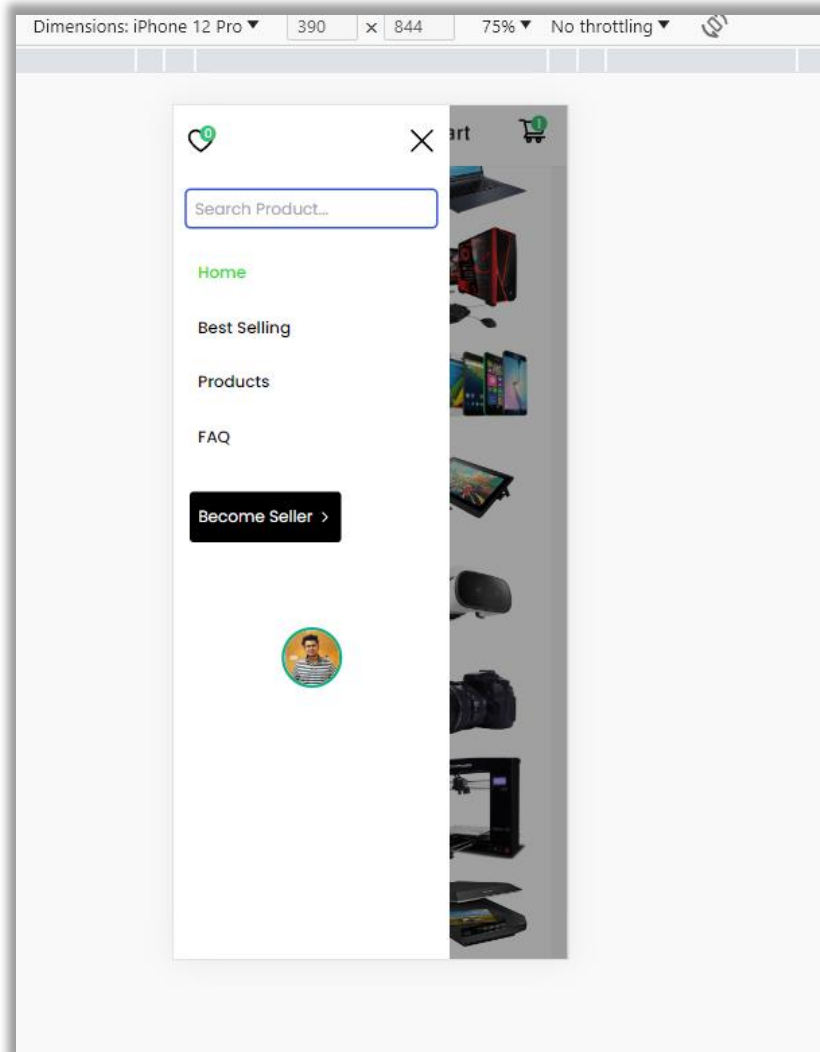 Dimensions: iPhone 12 Pro ▼ 390 × 844 75% ▼ No throttling ▼
0 art 1
Search Product...
Home
Best Selling
Products
FAQ
Become Seller >